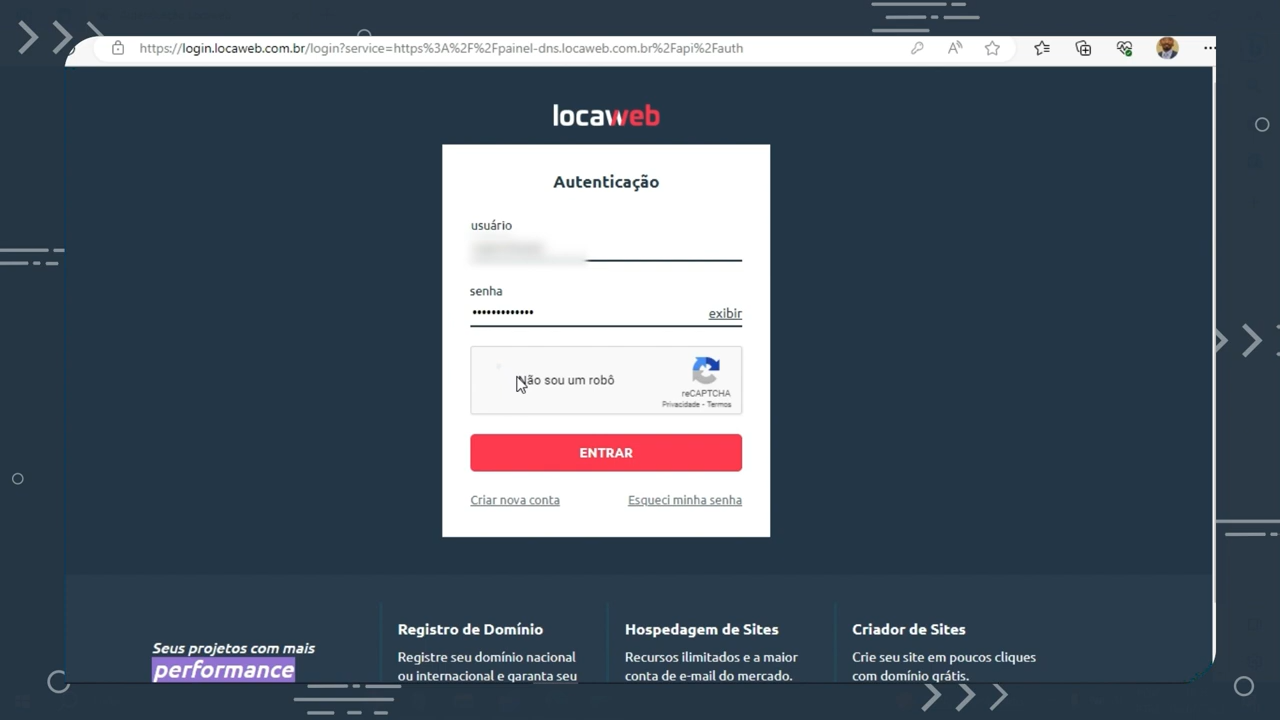 https://login.locaweb.com.br/login?service=https%3A%2F%2Fpainel-dns.locaweb.com.br%2Fapi%2Fauth
locaweb
Autenticação
usuário
senha
•••••••••••••
exibir
Não sou um robô
reCAPTCHA
Privacidade - Termos
ENTRAR
Criar nova conta
Esqueci minha senha
Seus projetos com mais
performance
Registro de Domínio
Registre seu domínio nacional
ou internacional e garanta seu
Hospedagem de Sites
Recursos ilimitados e a maior
conta de e-mail do mercado.
Criador de Sites
Crie seu site em poucos cliques
com domínio grátis.